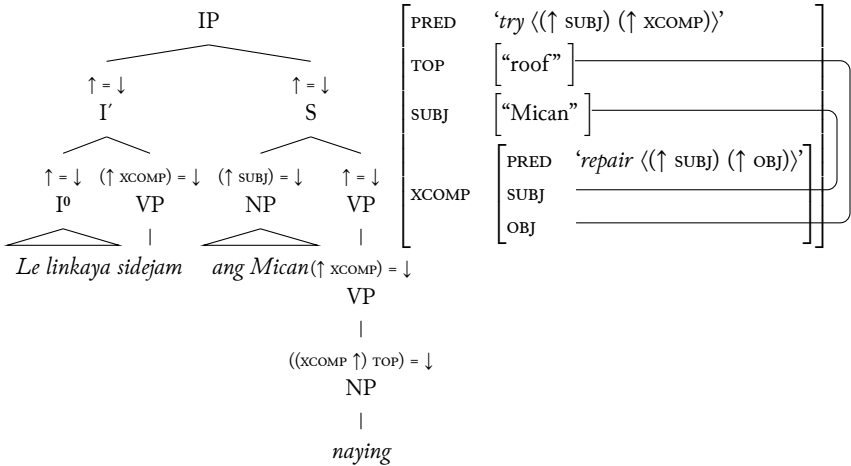 IP
↑ = ↓ ↑ = ↓
I′ S
↑ = ↓ (↑ XCOMP) = ↓ (↑ SUBJ) = ↓ ↑ = ↓
I⁰ VP NP VP
Le linkaya sidejam ang Mican (↑ XCOMP) = ↓
VP
((XCOMP ↑) TOP) = ↓
NP
naying
PRED ‘try ⟨(↑ SUBJ) (↑ XCOMP)⟩’
TOP [“roof”]
SUBJ [“Mican”]
PRED ‘repair ⟨(↑ SUBJ) (↑ OBJ)⟩’
XCOMP SUBJ
OBJ